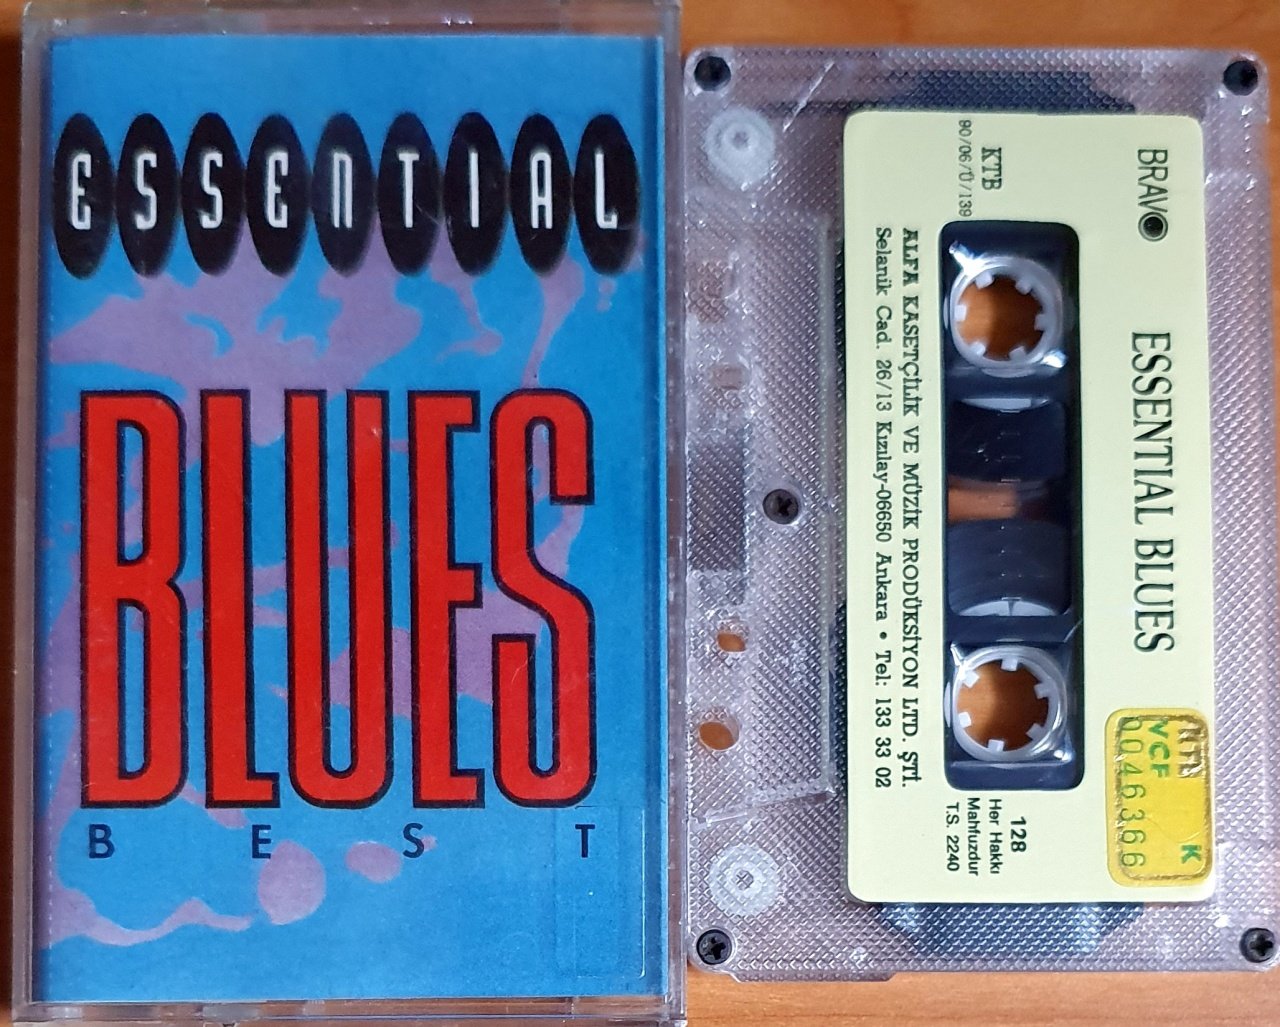 ESSENTIAL
BLUES
BEST
BRAVO
ESSENTIAL BLUES
KTB
90/06/Ü/139
ALFA KASETÇİLİK VE MÜZİK PRODÜKSİYON LTD. ŞTİ.
Selanik Cad. 26/13 Kızılay-06650 Ankara • Tel: 133 33 02
128
Her Hakkı
Mahfuzdur
T.S. 2240
K
VCF
0046366